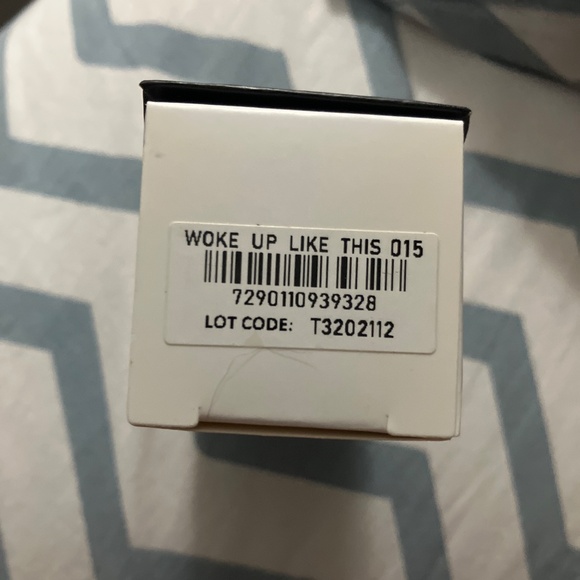 WOKE UP LIKE THIS 015
7290110939328
LOT CODE: T3202112